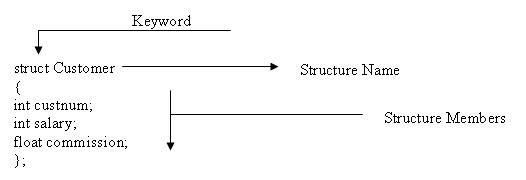 Keyword
struct Customer
Structure Name
{
int custnum;
int salary;
Structure Members
float commission;
};